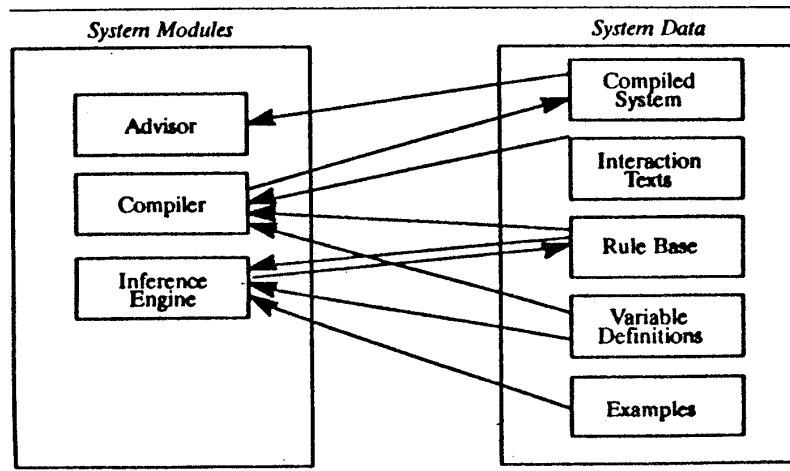 System Modules
System Data
Advisor
Compiler
Inference
Engine
Compiled
System
Interaction
Texts
Rule Base
Variable
Definitions
Examples